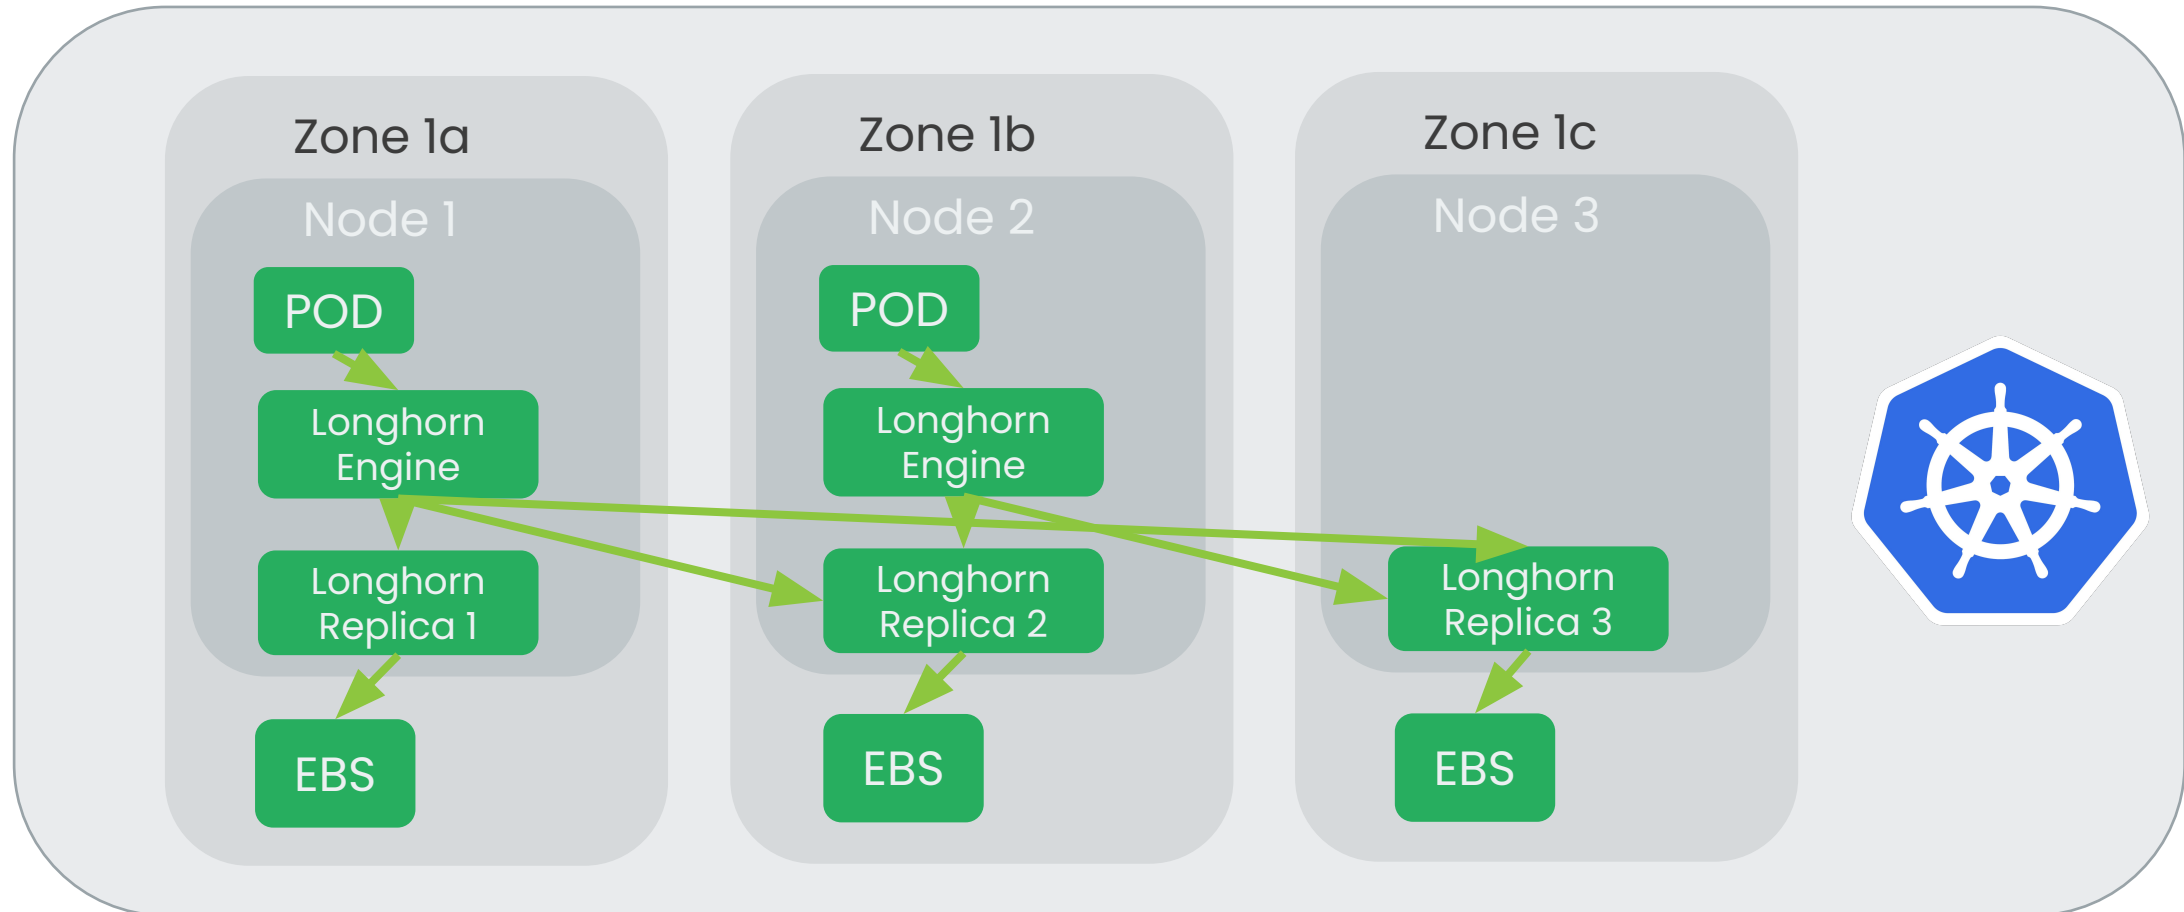 Zone 1a
Node 1
POD
Longhorn
Engine
Longhorn
Replica 1
EBS
Zone 1b
Node 2
POD
Longhorn
Engine
Longhorn
Replica 2
EBS
Zone 1c
Node 3
Longhorn
Replica 3
EBS